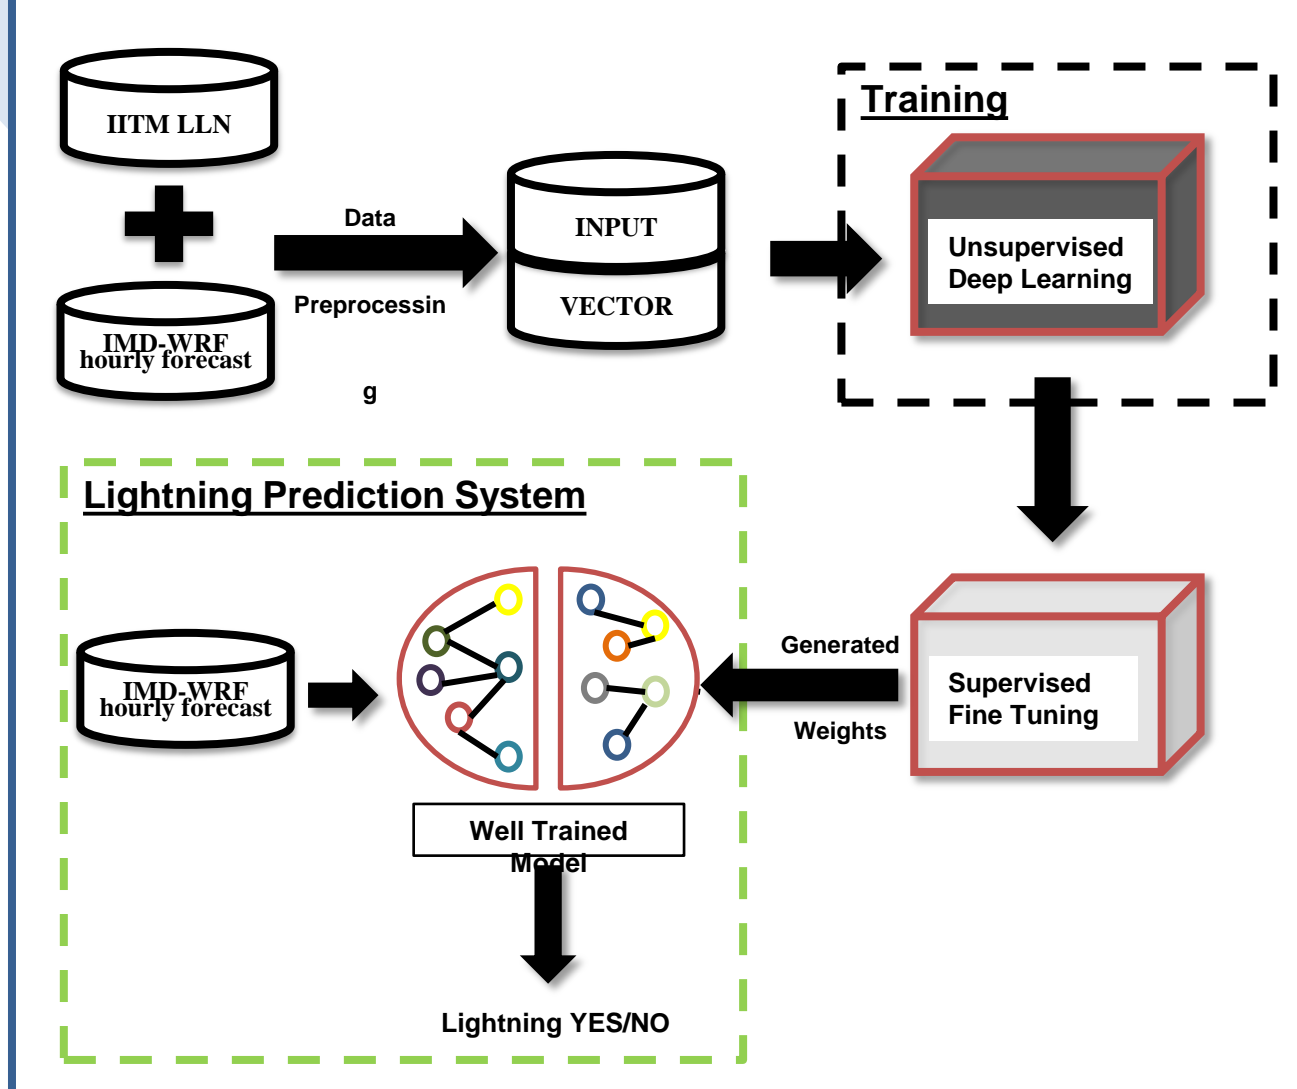 IITM LLN
IMD-WRF
hourly forecast
Data
Preprocessin
g
INPUT
VECTOR
Training
Unsupervised
Deep Learning
Supervised
Fine Tuning
Generated
Weights
Lightning Prediction System
IMD-WRF
hourly forecast
Well Trained
Model
Lightning YES/NO